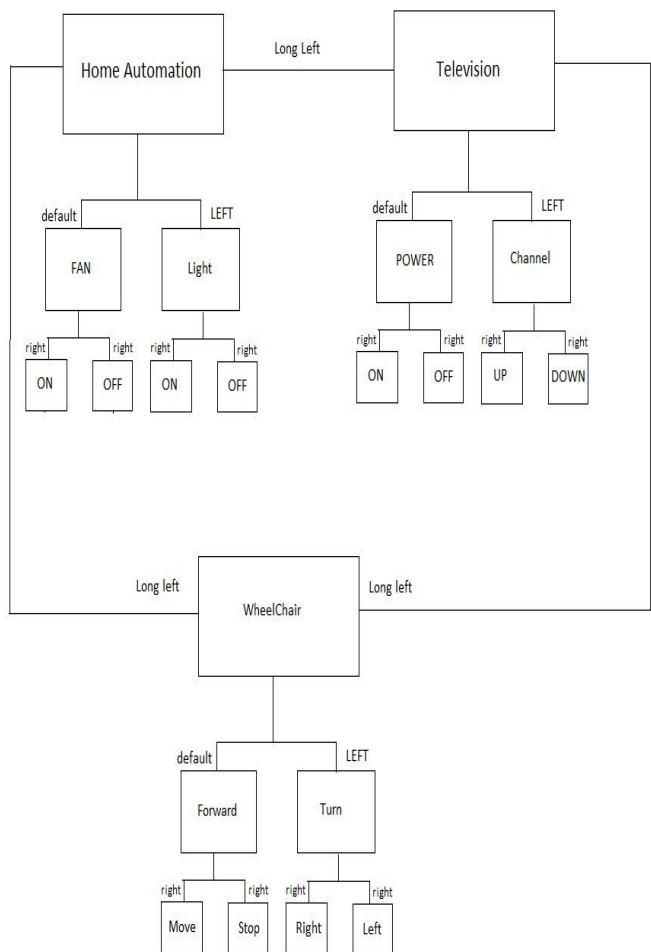 Home Automation
Long Left
Television
default
LEFT
default
LEFT
FAN
Light
POWER
Channel
right
right
right
right
right
right
right
right
ON
OFF
ON
OFF
ON
OFF
UP
DOWN
Long left
Long left
WheelChair
default
LEFT
Forward
Turn
right
right
right
right
Move
Stop
Right
Left